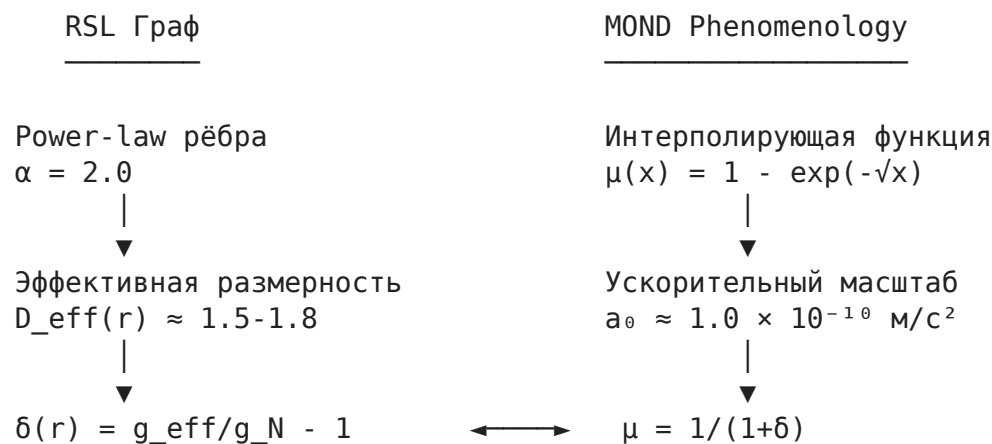 RSL Граф MOND Phenomenology
Power-law рёбра Интерполирующая функция
α = 2.0 μ(x) = 1 - exp(-√x)
Эффективная размерность Ускорительный масштаб
D_eff(r) ≈ 1.5-1.8 a₀ ≈ 1.0 × 10⁻¹⁰ м/с²
δ(r) = g_eff/g_N - 1 ◄────► μ = 1/(1+δ)